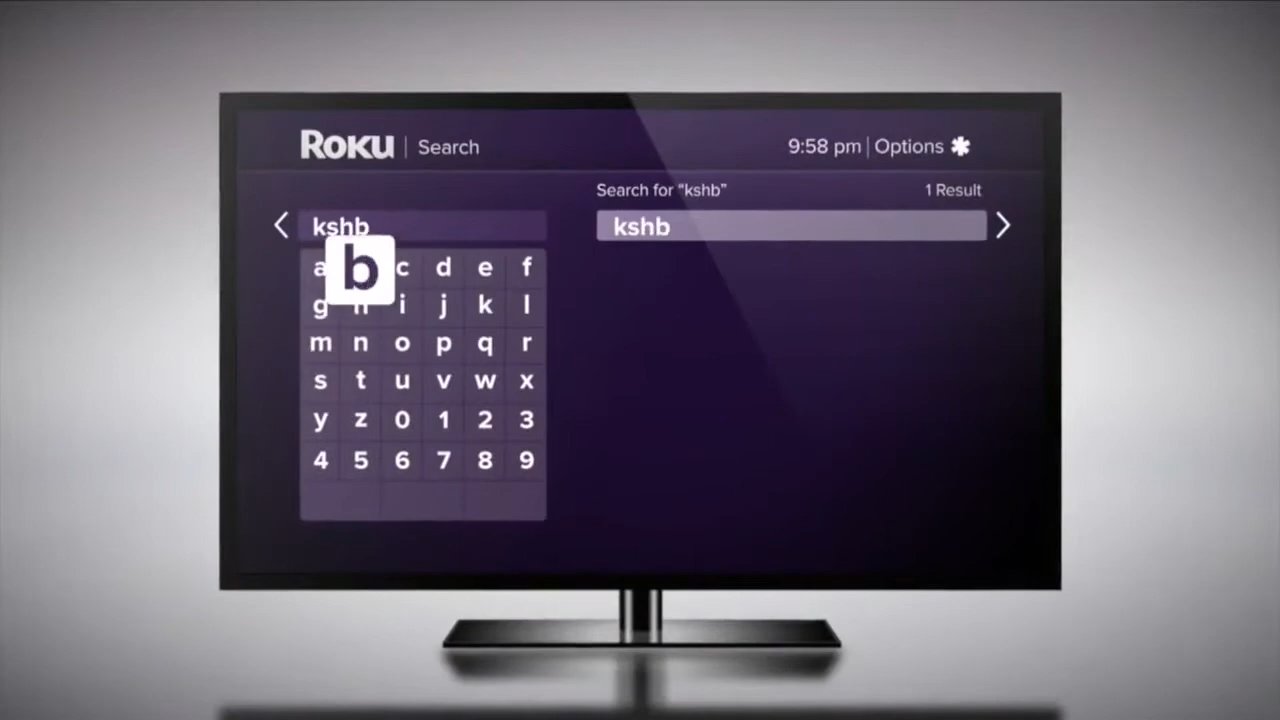 Roku | Search
9:58 pm | Options ✱
Search for “kshb”
1 Result
kshb
kshb
a b c d e f
g h i j k l
m n o p q r
s t u v w x
y z 0 1 2 3
4 5 6 7 8 9